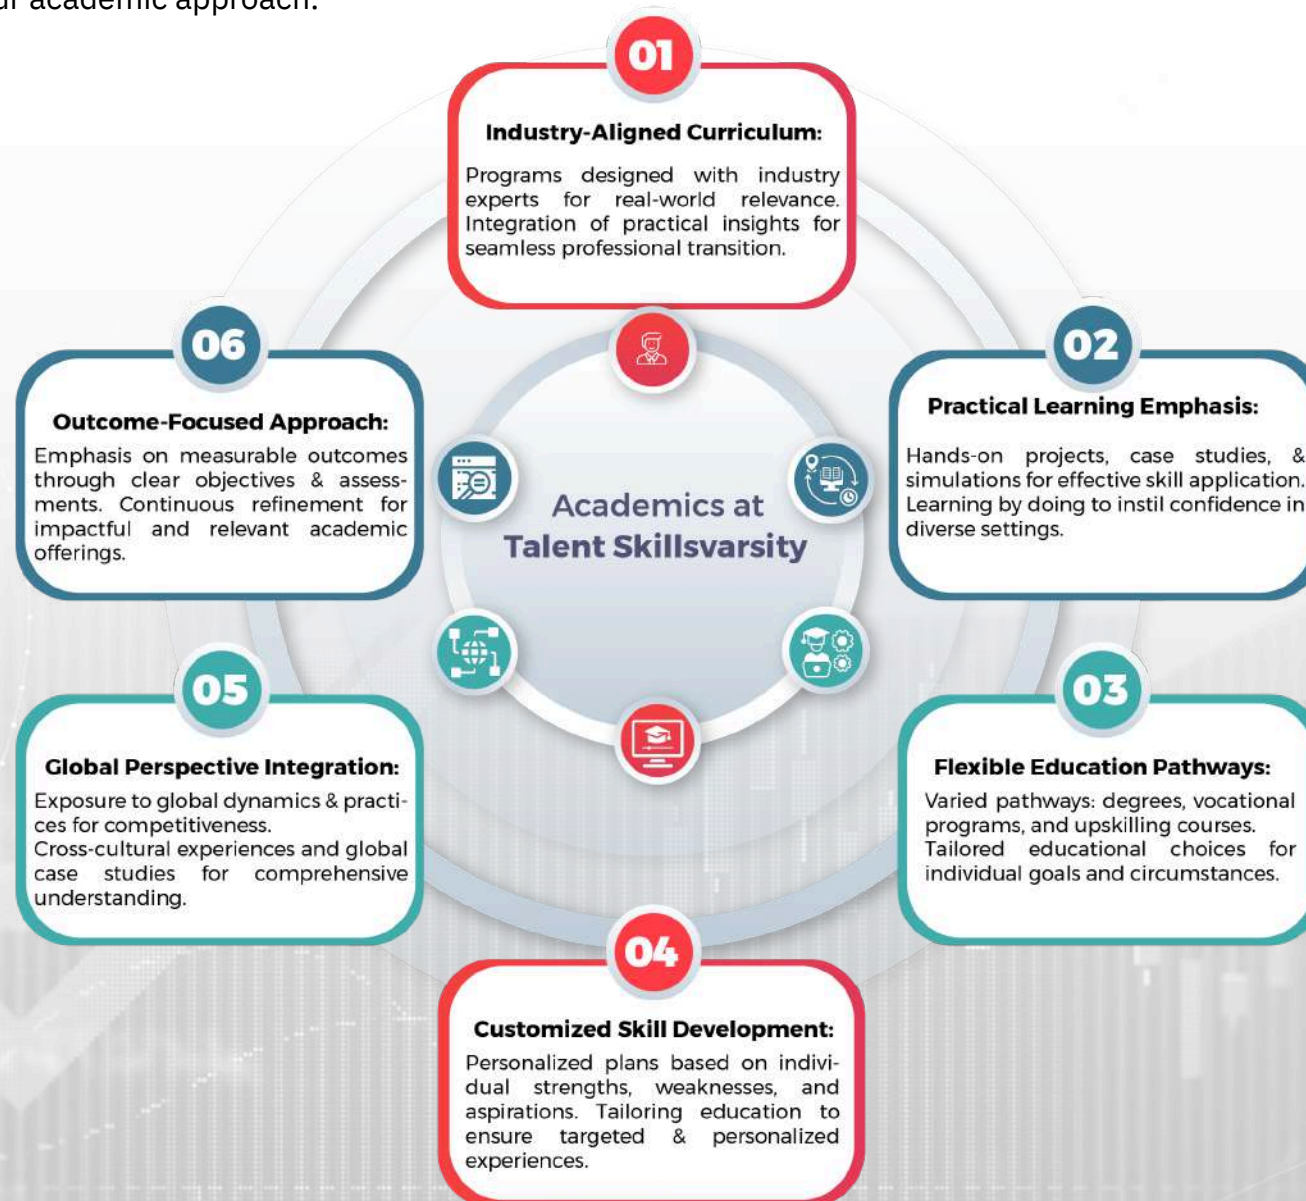 ur academic approach.
01
Industry-Aligned Curriculum:
Programs designed with industry
experts for real-world relevance.
Integration of practical insights for
seamless professional transition.
02
Practical Learning Emphasis:
Hands-on projects, case studies, &
simulations for effective skill application.
Learning by doing to instil confidence in
diverse settings.
03
Flexible Education Pathways:
Varied pathways: degrees, vocational
programs, and upskilling courses.
Tailored educational choices for
individual goals and circumstances.
04
Customized Skill Development:
Personalized plans based on indivi-
dual strengths, weaknesses, and
aspirations. Tailoring education to
ensure targeted & personalized
experiences.
05
Global Perspective Integration:
Exposure to global dynamics & practi-
ces for competitiveness.
Cross-cultural experiences and global
case studies for comprehensive
understanding.
06
Outcome-Focused Approach:
Emphasis on measurable outcomes
through clear objectives & assess-
ments. Continuous refinement for
impactful and relevant academic
offerings.
Academics at
Talent Skillsvarsity